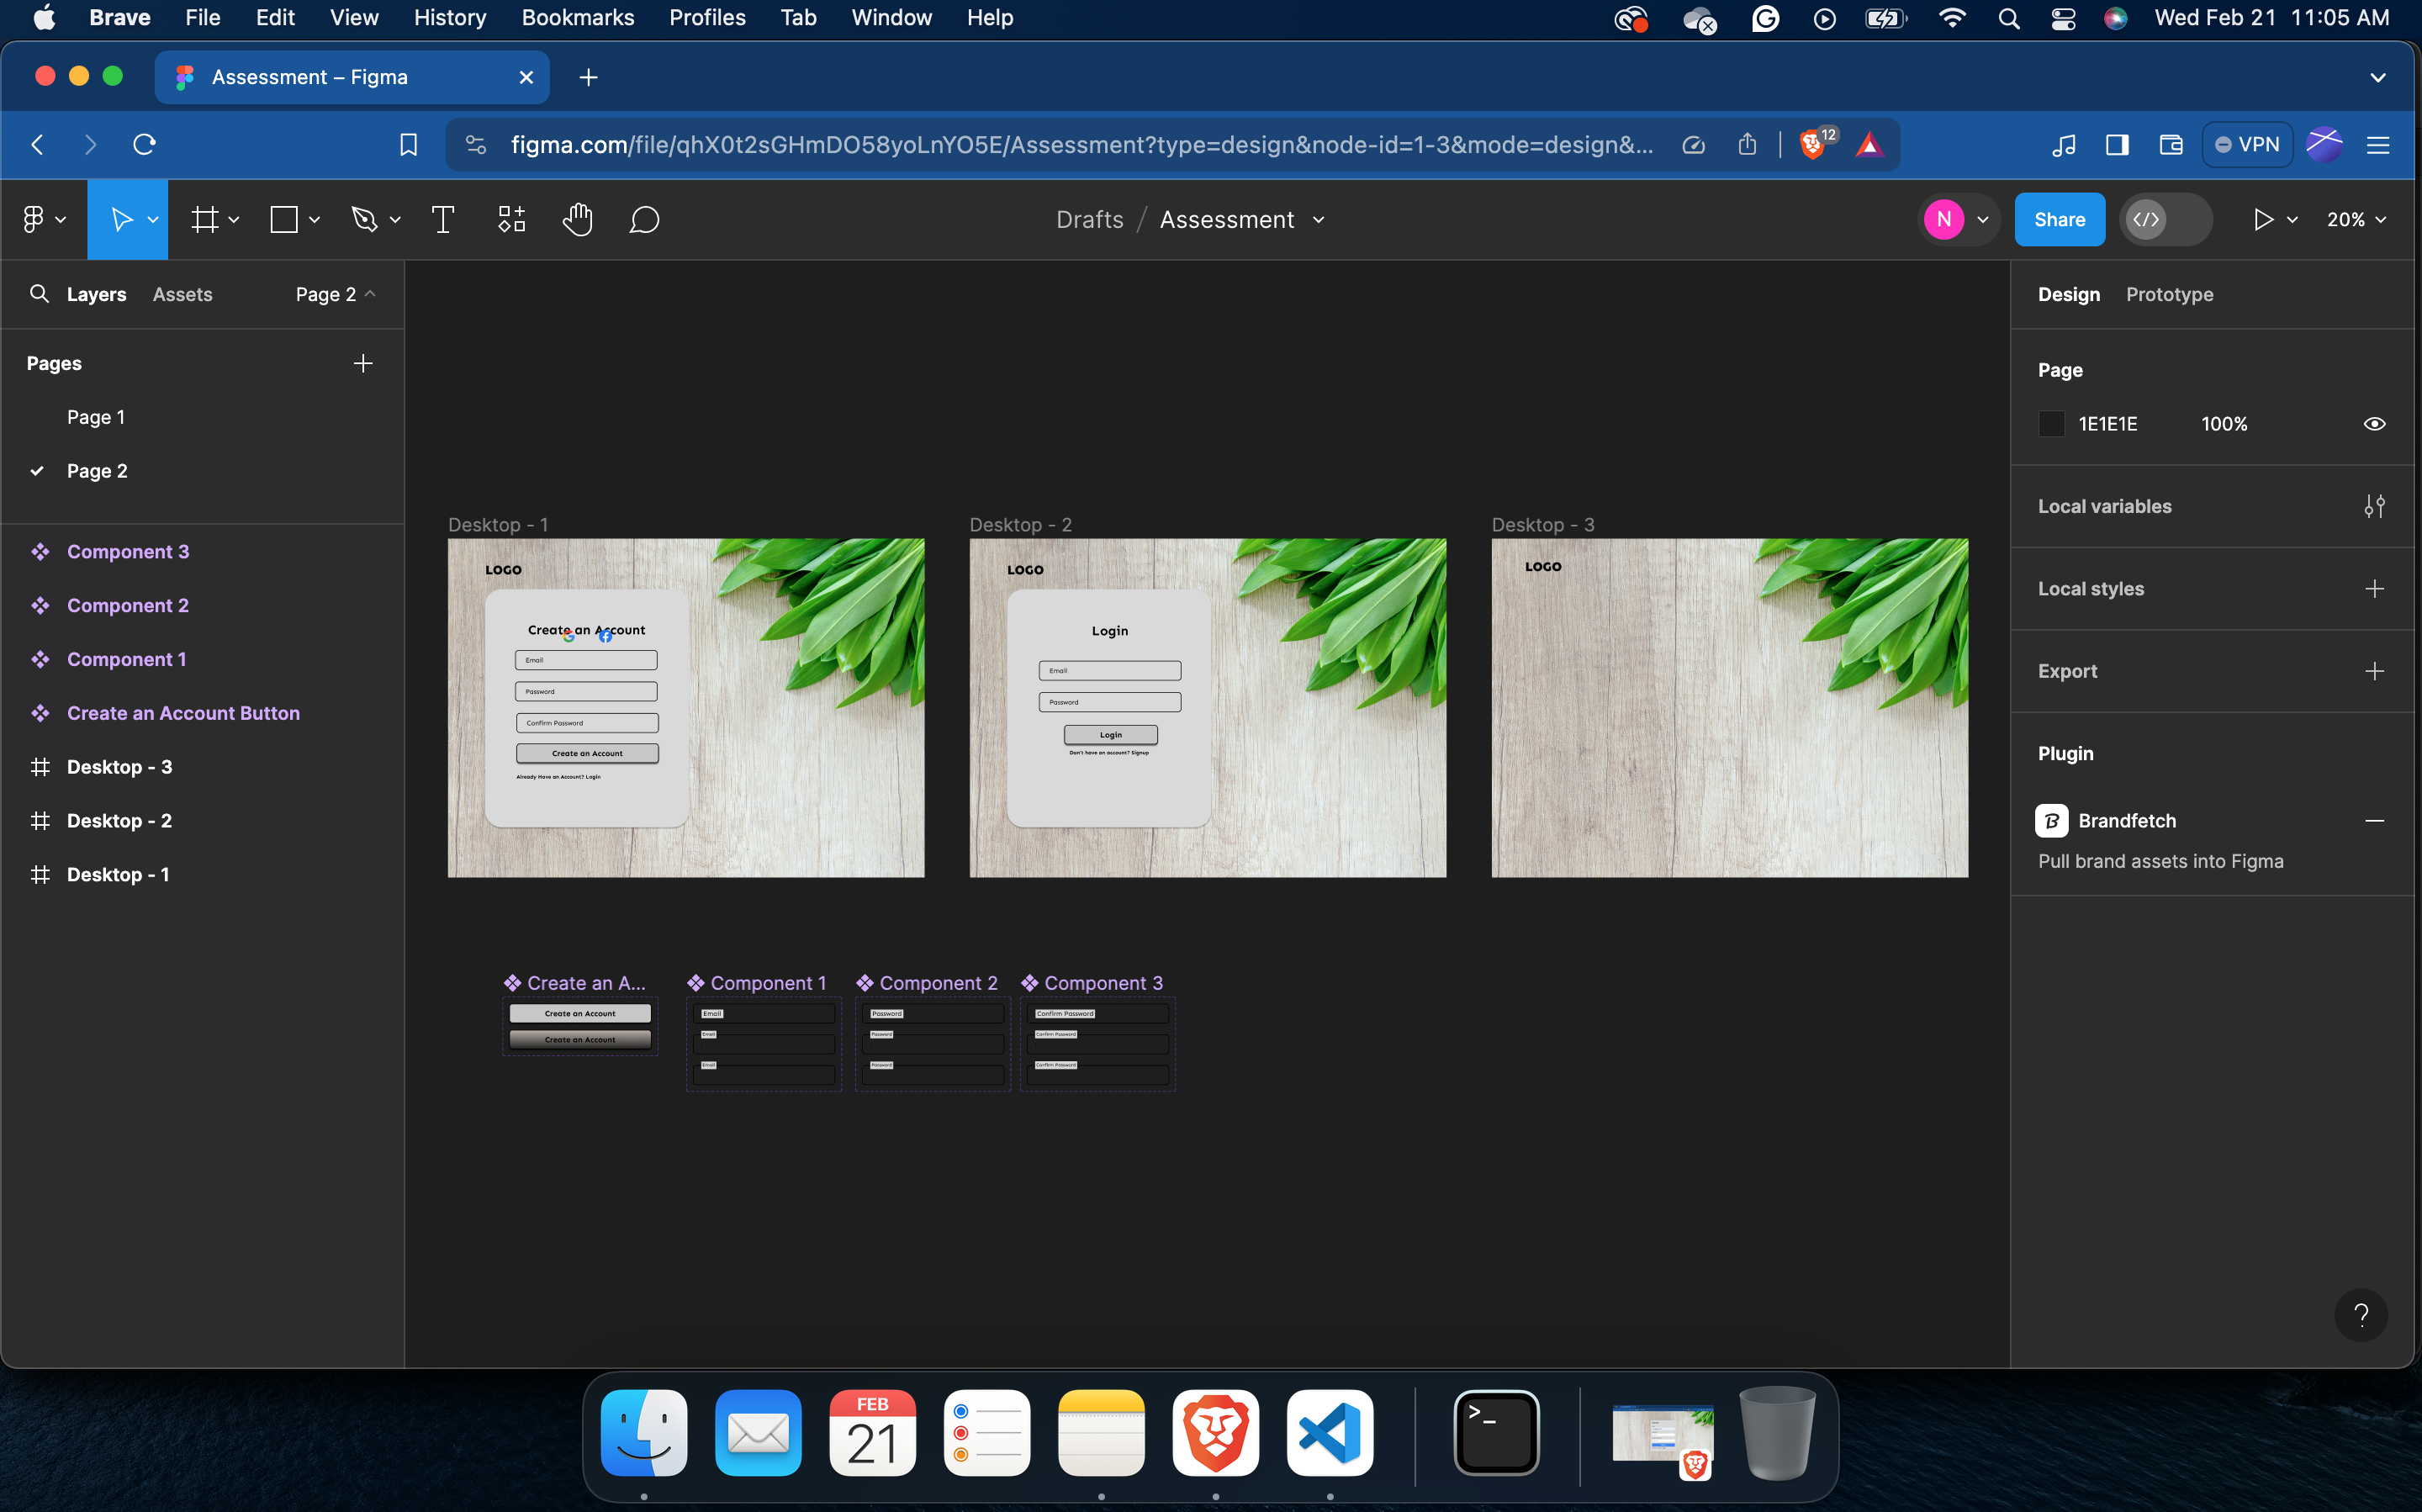 Brave File Edit View History Bookmarks Profiles Tab Window Help
Wed Feb 21 11:05 AM
Assessment – Figma
figma.com/file/qhX0t2sGHmDO58yoLnYO5E/Assessment?type=design&node-id=1-3&mode=design&...
12
VPN
Drafts / Assessment
N
Share
20%
Layers Assets Page 2
Pages
Page 1
Page 2
Component 3
Component 2
Component 1
Create an Account Button
Desktop - 3
Desktop - 2
Desktop - 1
Desktop - 1
LOGO
Create an Account
Email
Password
Confirm Password
Create an Account
Already Have an Account? Login
Desktop - 2
LOGO
Login
Email
Password
Login
Don't have an account? Signup
Desktop - 3
LOGO
Create an A...
Create an Account
Create an Account
Component 1
Email
Email
Email
Component 2
Password
Password
Password
Component 3
Confirm Password
Confirm Password
Confirm Password
Design Prototype
Page
1E1E1E 100%
Local variables
Local styles
Export
Plugin
Brandfetch
Pull brand assets into Figma
?
FEB
21